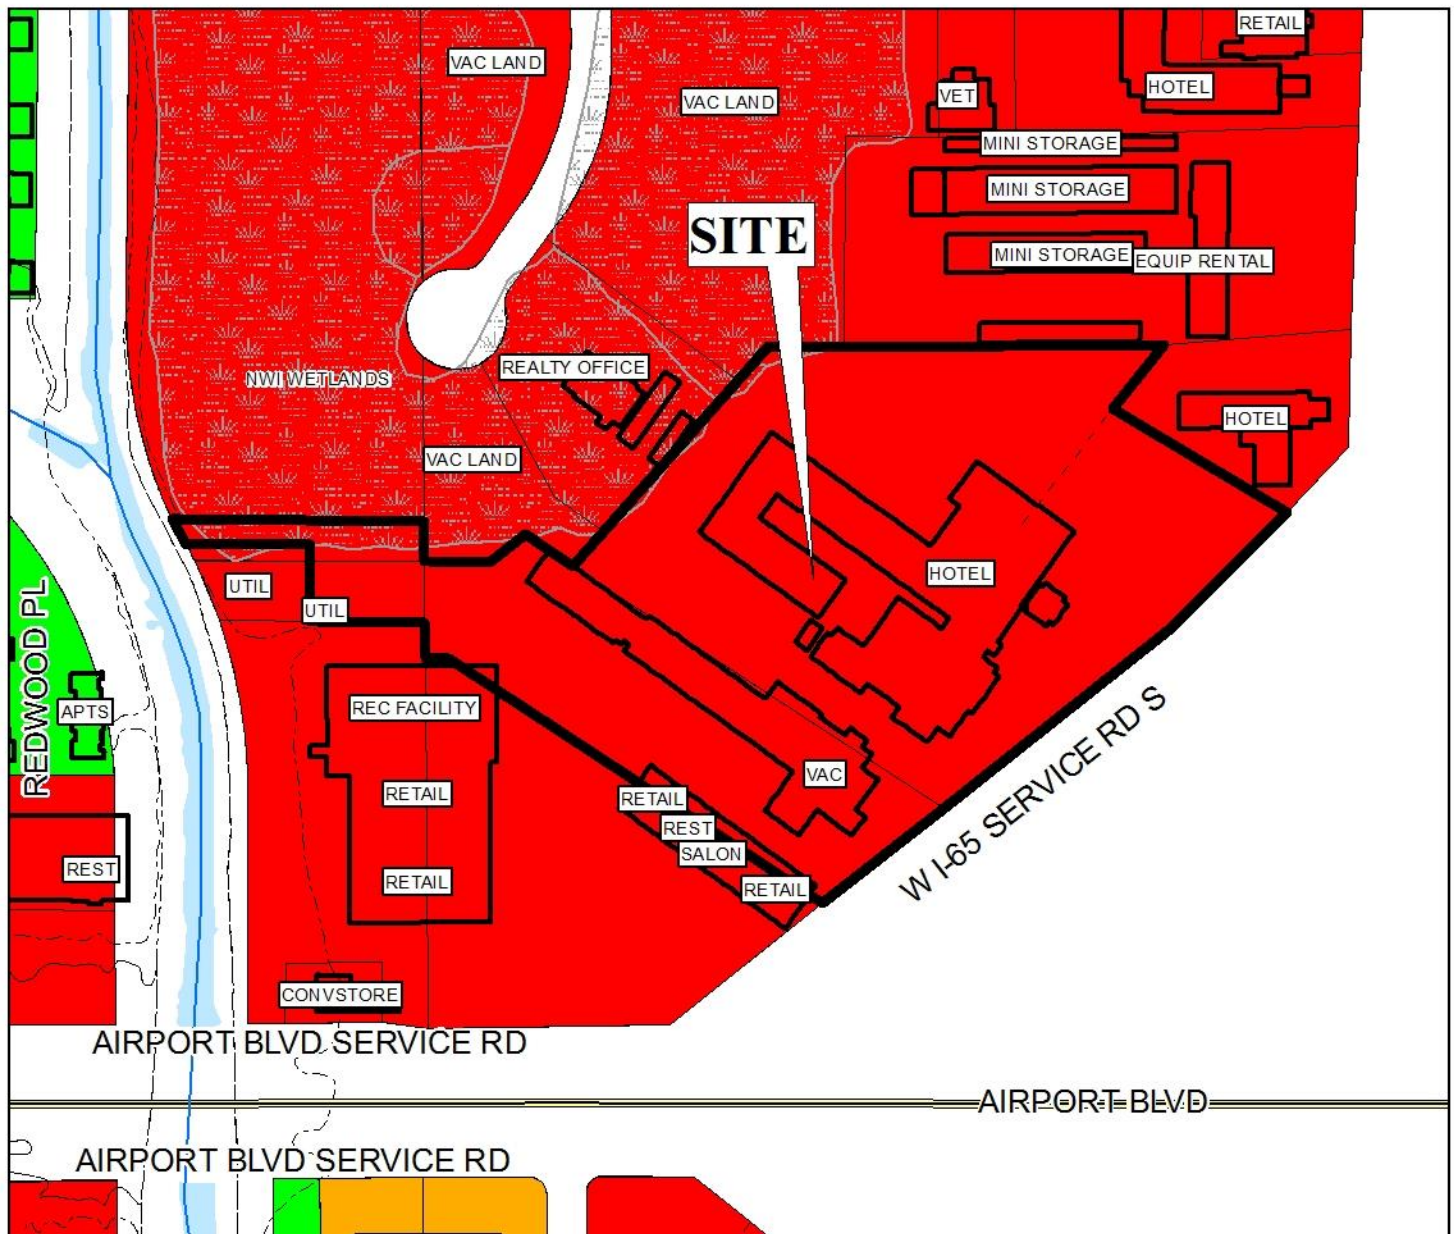 RETAIL
VAC LAND
HOTEL
VET
VAC LAND
MINI STORAGE
MINI STORAGE
SITE
MINI STORAGE
EQUIP RENTAL
REALTY OFFICE
NWI WETLANDS
HOTEL
VAC LAND
HOTEL
UTIL
UTIL
REDWOOD PL
APTS
REC FACILITY
W I-65 SERVICE RD S
VAC
RETAIL
RETAIL
REST
SALON
REST
RETAIL
RETAIL
CONVSTORE
AIRPORT BLVD SERVICE RD
AIRPORT BLVD
AIRPORT BLVD SERVICE RD